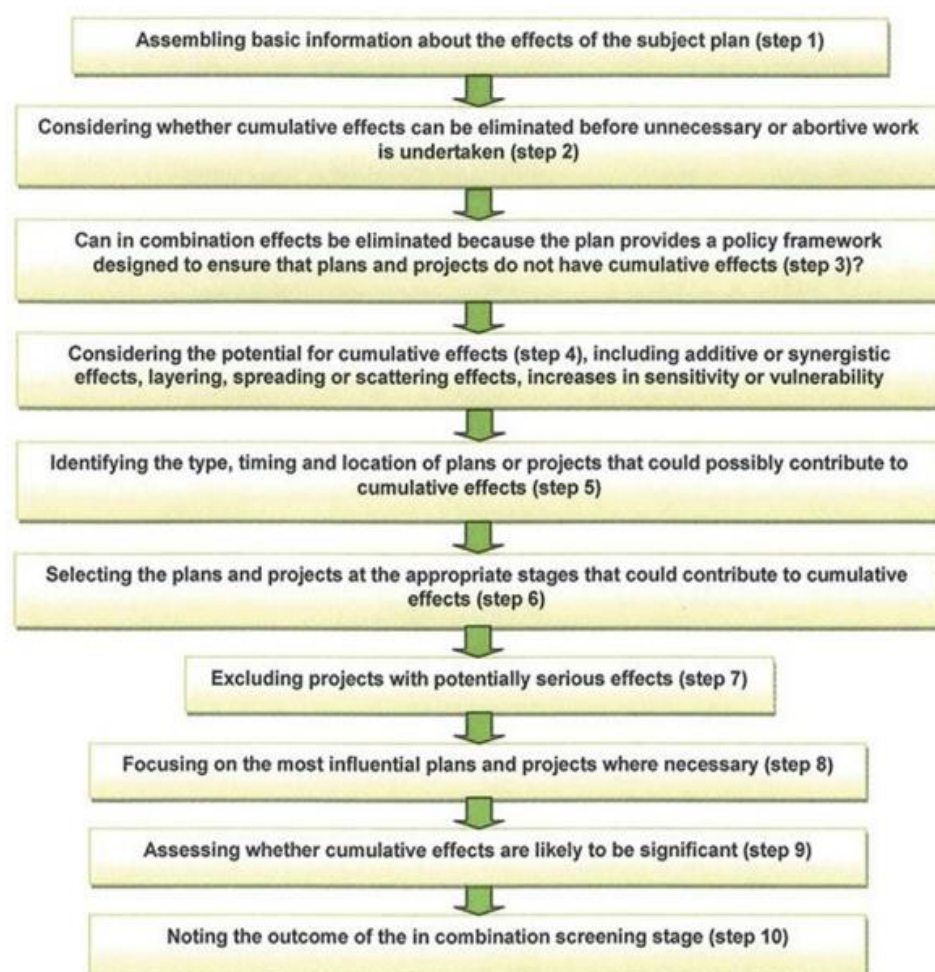 Assembling basic information about the effects of the subject plan (step 1)
Considering whether cumulative effects can be eliminated before unnecessary or abortive work
is undertaken (step 2)
Can in combination effects be eliminated because the plan provides a policy framework
designed to ensure that plans and projects do not have cumulative effects (step 3)?
Considering the potential for cumulative effects (step 4), including additive or synergistic
effects, layering, spreading or scattering effects, increases in sensitivity or vulnerability
Identifying the type, timing and location of plans or projects that could possibly contribute to
cumulative effects (step 5)
Selecting the plans and projects at the appropriate stages that could contribute to cumulative
effects (step 6)
Excluding projects with potentially serious effects (step 7)
Focusing on the most influential plans and projects where necessary (step 8)
Assessing whether cumulative effects are likely to be significant (step 9)
Noting the outcome of the in combination screening stage (step 10)